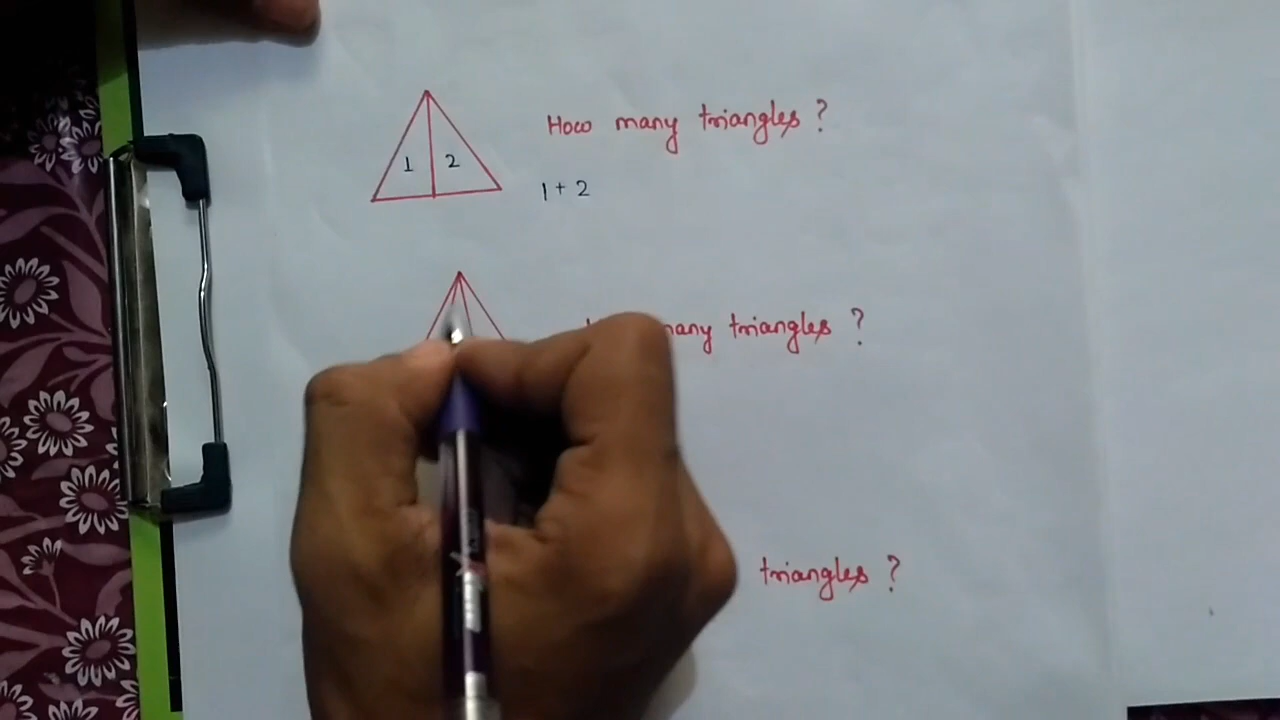 How many triangles ?
1 2
1 + 2
many triangles ?
triangles ?